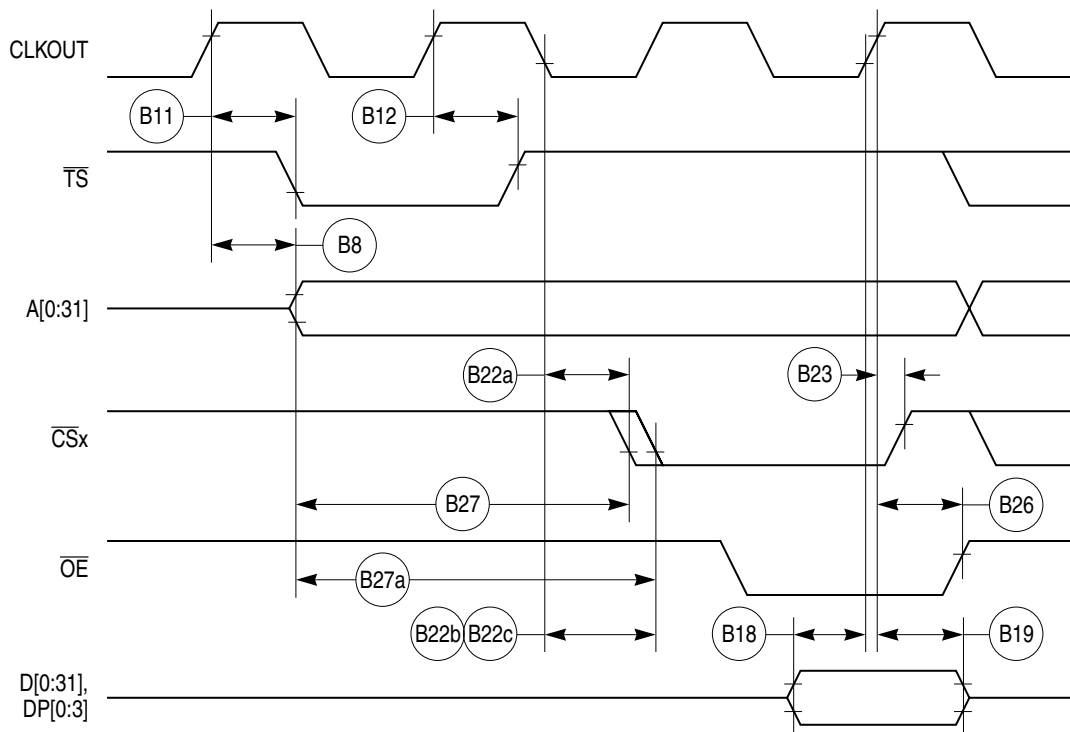 CLKOUT
B11
B12
TS
B8
A[0:31]
B22a
B23
CSx
B27
B26
OE
B27a
B22b B22c
B18
B19
D[0:31],
DP[0:3]